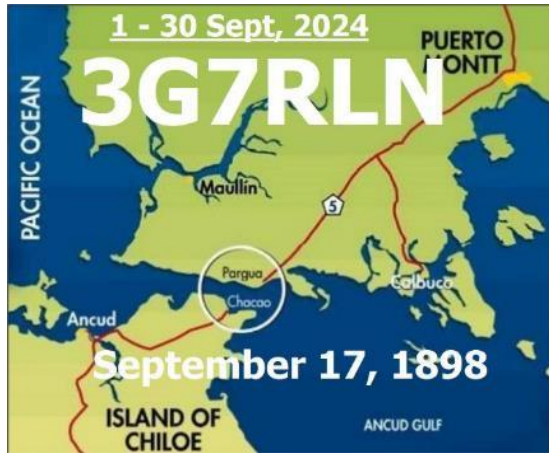 1 - 30 Sept, 2024
PUERTO
MONTT
3G7RLN
PACIFIC OCEAN
Maullín
5
Pargua
Chacao
Calbuco
Ancud
September 17, 1898
ISLAND OF
CHILOE
ANCUD GULF